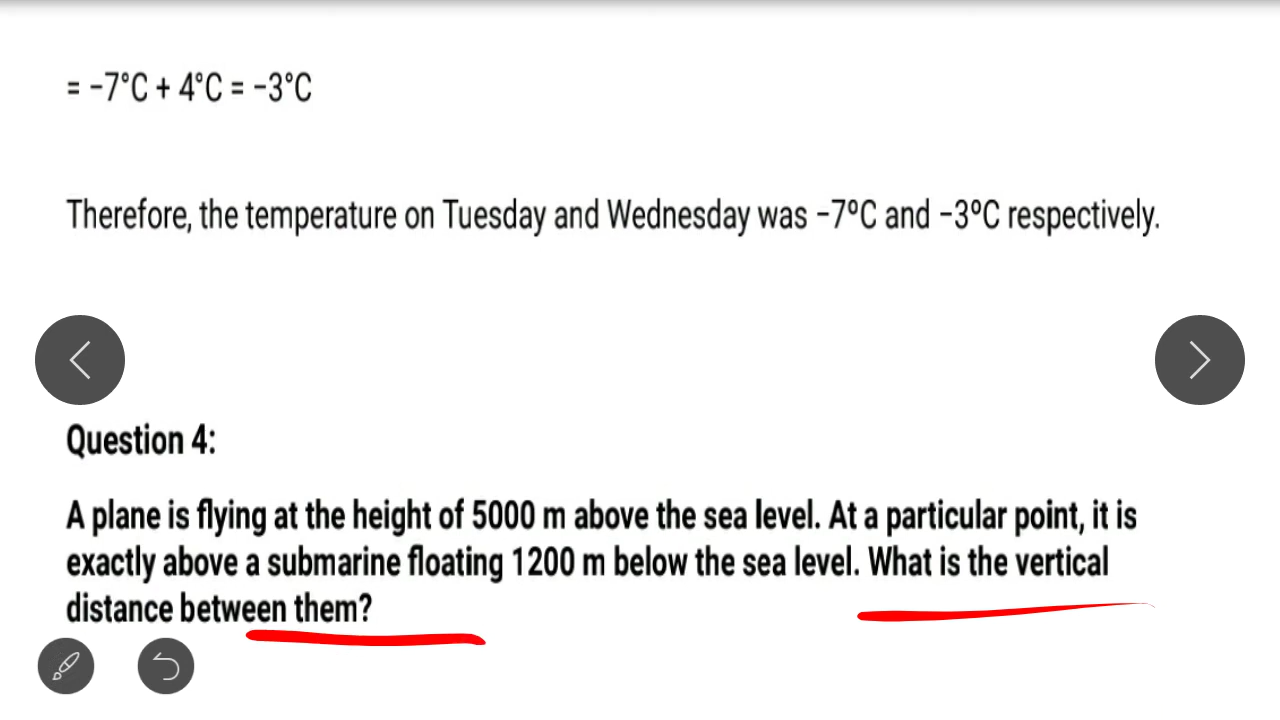 = −7°C + 4°C = −3°C
Therefore, the temperature on Tuesday and Wednesday was −7ºC and −3ºC respectively.
Question 4:
A plane is flying at the height of 5000 m above the sea level. At a particular point, it is
exactly above a submarine floating 1200 m below the sea level. What is the vertical
distance between them?